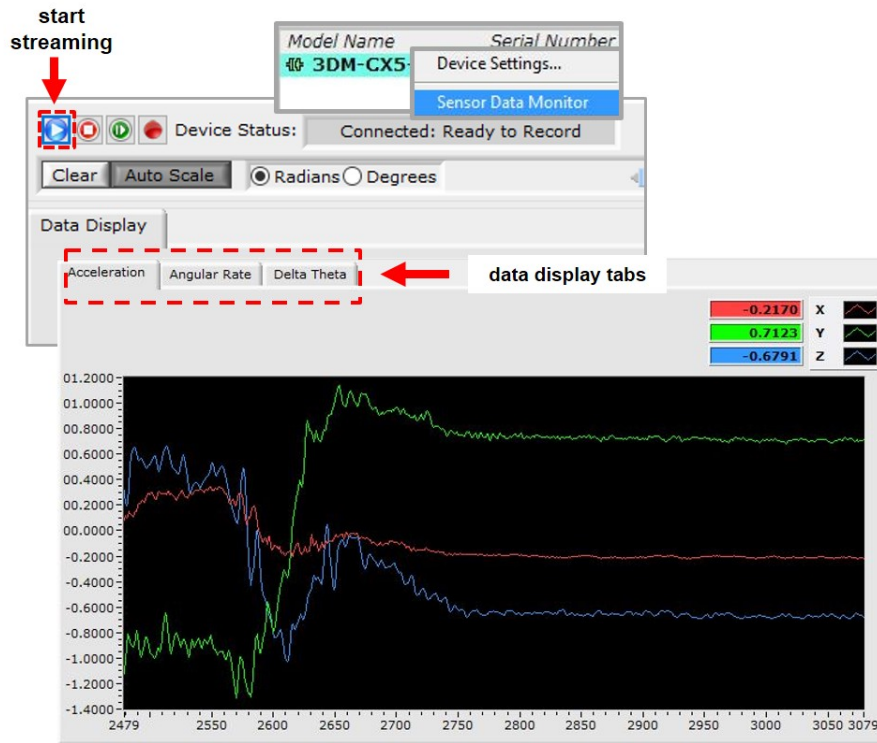 start
streaming
Model Name Serial Number
3DM-CX5-
Device Settings...
Sensor Data Monitor
Device Status: Connected: Ready to Record
Clear Auto Scale Radians Degrees
Data Display
Acceleration Angular Rate Delta Theta
data display tabs
-0.2170 X
0.7123 Y
-0.6791 Z
01.2000
01.0000
00.8000
00.6000
00.4000
00.2000
00.0000
-0.2000
-0.4000
-0.6000
-0.8000
-1.0000
-1.2000
-1.4000
2479 2550 2600 2650 2700 2750 2800 2850 2900 2950 3000 3050 3079